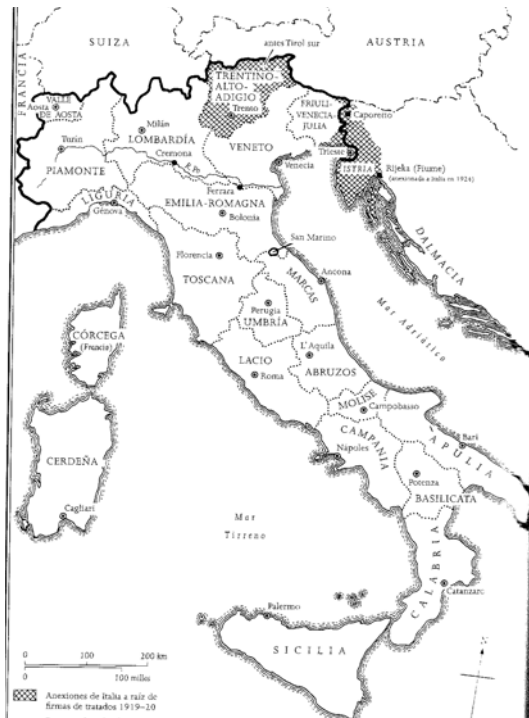 SUIZA
AUSTRIA
FRANCIA
antes Tirol sur
TRENTINO-
ALTO-
ADIGIO
Trento
VALLE
Aosta
DE AOSTA
FRIULI-
VENECIA-
JULIA
Caporetto
Milán
LOMBARDÍA
VENETO
Turín
Cremona
R. Po
Venecia
Trieste
ISTRIA
Rijeka (Fiume)
(anexionada a Italia en 1924)
PIAMONTE
Ferrara
LIGURIA
Génova
EMILIA-ROMAGNA
Bolonia
DALMACIA
San Marino
Florencia
TOSCANA
MARCAS
Ancona
Mar Adriático
Perugia
UMBRÍA
CÓRCEGA
(Francia)
L'Aquila
ABRUZOS
LACIO
Roma
MOLISE
Campobasso
CAMPANIA
APULIA
Bari
CERDEÑA
Nápoles
Potenza
BASILICATA
Cagliari
Mar
Tirreno
CALABRIA
Catanzaro
Palermo
SICILIA
0 100 200 km
0 100 milles
N
Anexiones de Italia a raíz de
firmas de tratados 1919–20